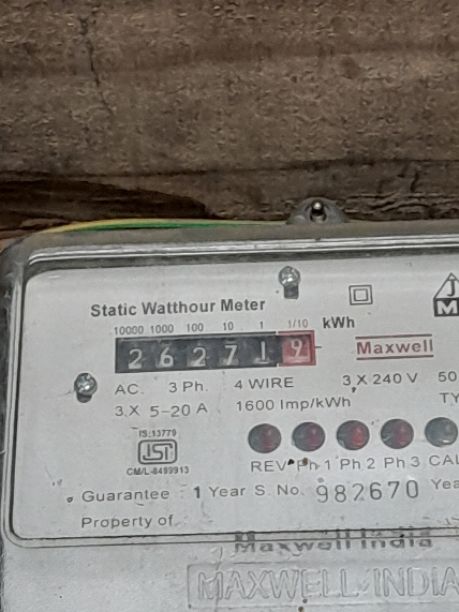 Static Watthour Meter
10000 1000 100 10 1 1/10 kWh
2 6 2 7 1 9
Maxwell
AC. 3 Ph. 4 WIRE 3 X 240 V 50
3 X 5-20 A 1600 Imp/kWh TY
IS:13779
ISI
CM/L-8499913
REV Ph 1 Ph 2 Ph 3 CAL
Guarantee : 1 Year S. No. 982670 Yea
Property of
Maxwell India
MAXWELL INDIA
J
M